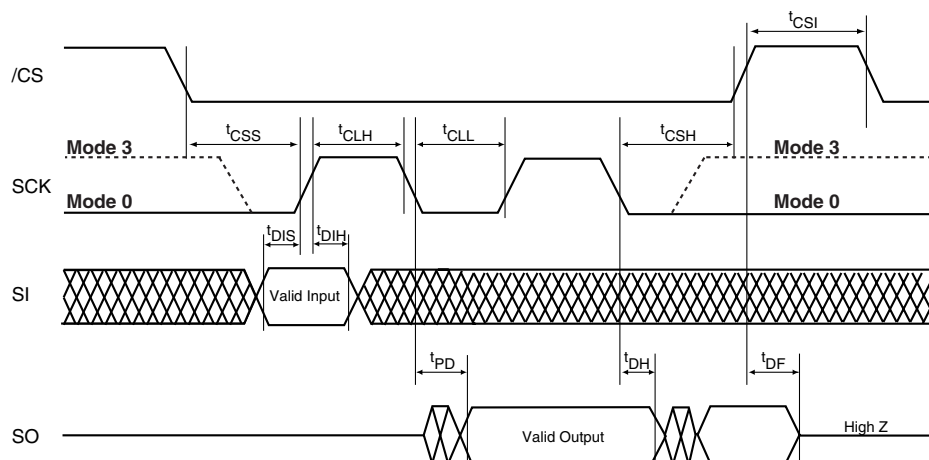 tCSI
/CS
tCSS tCLH tCLL tCSH
Mode 3 Mode 3
SCK
Mode 0 Mode 0
tDIS tDIH
SI Valid Input
tPD tDH tDF
SO Valid Output High Z